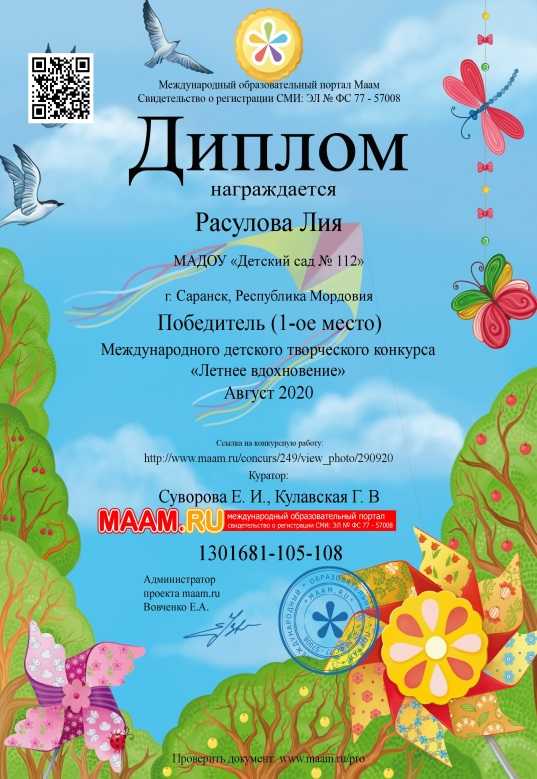 Международный образовательный портал Маам
Свидетельство о регистрации СМИ: ЭЛ № ФС 77 - 57008
Диплом
награждается
Расулова Лия
МАДОУ «Детский сад № 112»
г. Саранск, Республика Мордовия
Победитель (1-ое место)
Международного детского творческого конкурса
«Летнее вдохновение»
Август 2020
Ссылка на конкурсную работу:
http://www.maam.ru/concurs/249/view_photo/290920
Куратор:
Суворова Е. И., Кулавская Г. В
MAAM.RU международный образовательный портал
свидетельство о регистрации СМИ: ЭЛ № ФС 77 - 57008
1301681-105-108
Администратор
проекта maam.ru
Вовченко Е.А.
MAAM.RU
Проверить документ: www.maam.ru/pro